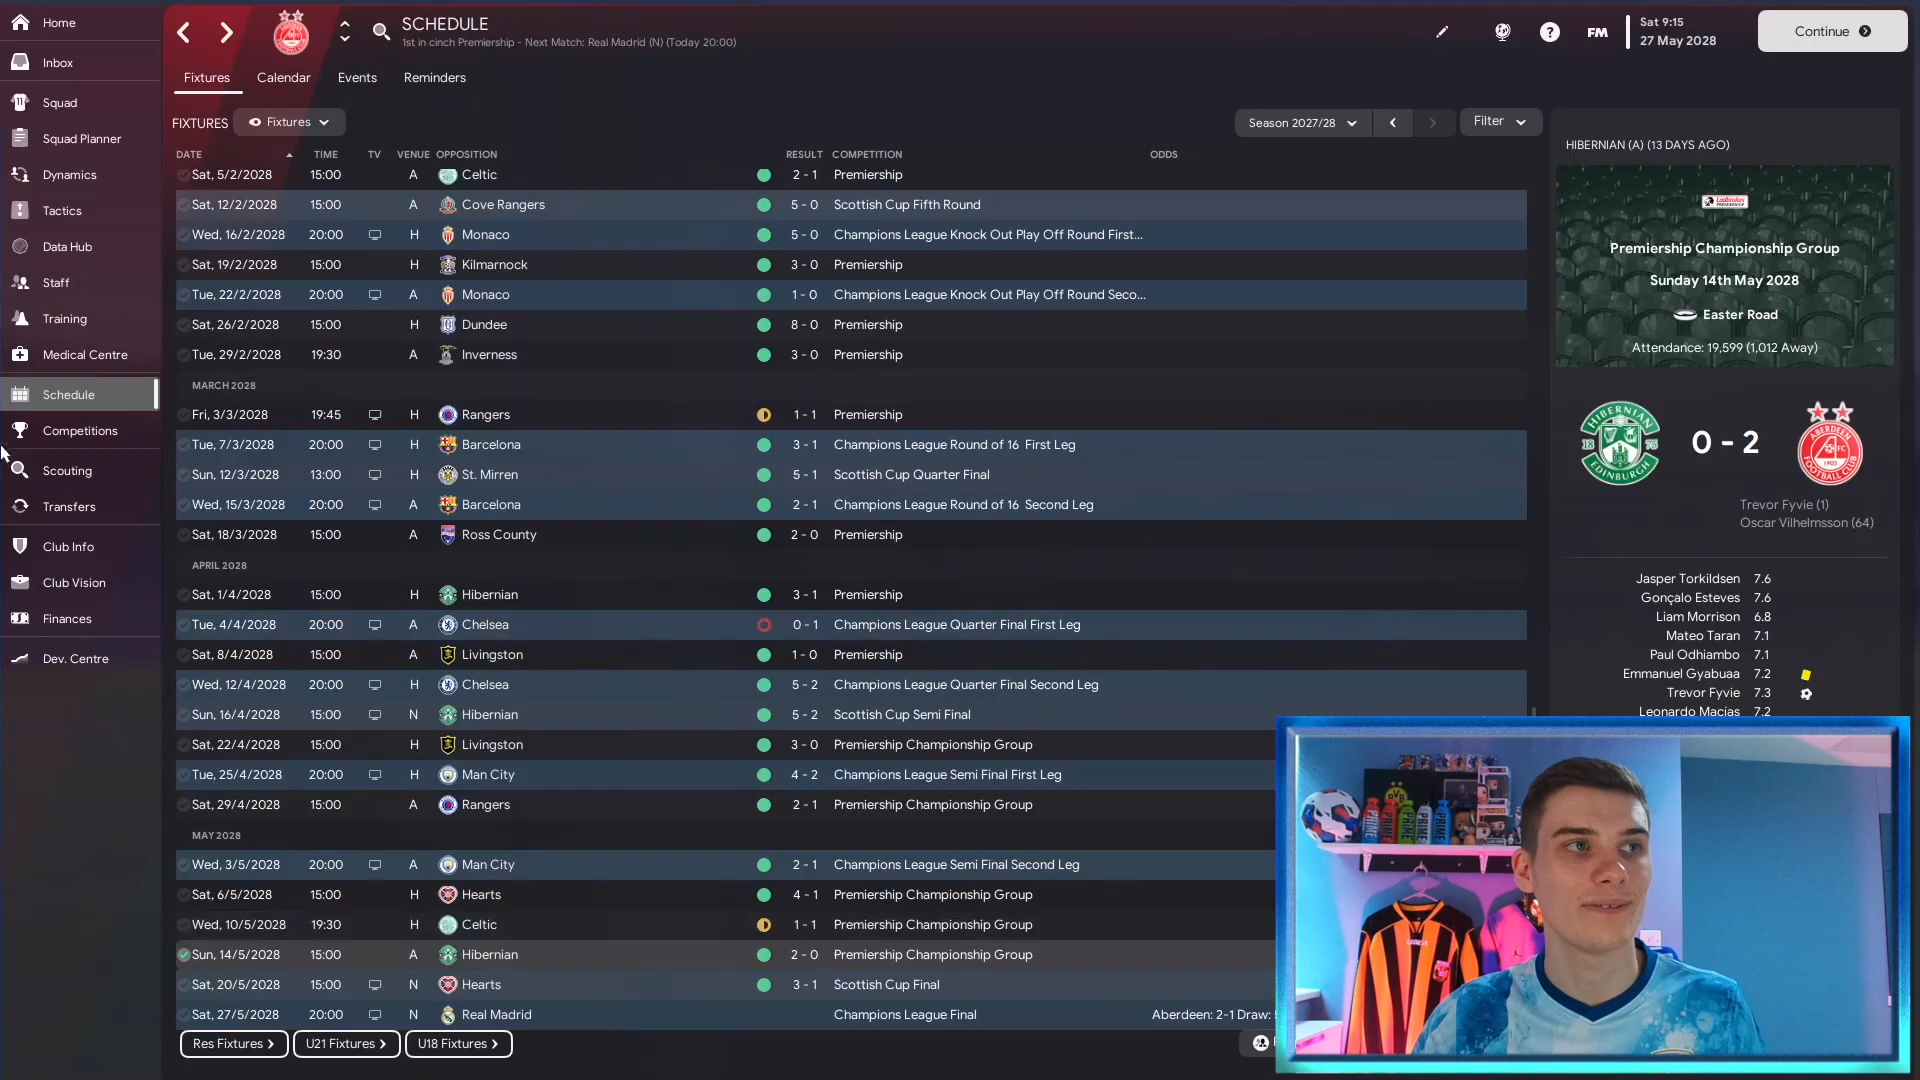 Home
Inbox
Squad
Squad Planner
Dynamics
Tactics
Data Hub
Staff
Training
Medical Centre
Schedule
Competitions
Scouting
Transfers
Club Info
Club Vision
Finances
Dev. Centre
SCHEDULE
1st in cinch Premiership - Next Match: Real Madrid (N) (Today 20:00)
FM
Sat 9:15
27 May 2028
Continue
Fixtures Calendar Events Reminders
FIXTURES Fixtures
Season 2027/28
Filter
DATE TIME TV VENUE OPPOSITION RESULT COMPETITION ODDS
Sat, 5/2/2028 15:00 A Celtic 2 - 1 Premiership
Sat, 12/2/2028 15:00 A Cove Rangers 5 - 0 Scottish Cup Fifth Round
Wed, 16/2/2028 20:00 H Monaco 5 - 0 Champions League Knock Out Play Off Round First...
Sat, 19/2/2028 15:00 H Kilmarnock 3 - 0 Premiership
Tue, 22/2/2028 20:00 A Monaco 1 - 0 Champions League Knock Out Play Off Round Seco...
Sat, 26/2/2028 15:00 H Dundee 8 - 0 Premiership
Tue, 29/2/2028 19:30 A Inverness 3 - 0 Premiership
MARCH 2028
Fri, 3/3/2028 19:45 H Rangers 1 - 1 Premiership
Tue, 7/3/2028 20:00 H Barcelona 3 - 1 Champions League Round of 16 First Leg
Sun, 12/3/2028 13:00 H St. Mirren 5 - 1 Scottish Cup Quarter Final
Wed, 15/3/2028 20:00 A Barcelona 2 - 1 Champions League Round of 16 Second Leg
Sat, 18/3/2028 15:00 A Ross County 2 - 0 Premiership
APRIL 2028
Sat, 1/4/2028 15:00 H Hibernian 3 - 1 Premiership
Tue, 4/4/2028 20:00 A Chelsea 0 - 1 Champions League Quarter Final First Leg
Sat, 8/4/2028 15:00 A Livingston 1 - 0 Premiership
Wed, 12/4/2028 20:00 H Chelsea 5 - 2 Champions League Quarter Final Second Leg
Sun, 16/4/2028 15:00 N Hibernian 5 - 2 Scottish Cup Semi Final
Sat, 22/4/2028 15:00 H Livingston 3 - 0 Premiership Championship Group
Tue, 25/4/2028 20:00 H Man City 4 - 2 Champions League Semi Final First Leg
Sat, 29/4/2028 15:00 A Rangers 2 - 1 Premiership Championship Group
MAY 2028
Wed, 3/5/2028 20:00 A Man City 2 - 1 Champions League Semi Final Second Leg
Sat, 6/5/2028 15:00 H Hearts 4 - 1 Premiership Championship Group
Wed, 10/5/2028 19:30 H Celtic 1 - 1 Premiership Championship Group
Sun, 14/5/2028 15:00 A Hibernian 2 - 0 Premiership Championship Group
Sat, 20/5/2028 15:00 N Hearts 3 - 1 Scottish Cup Final
Sat, 27/5/2028 20:00 N Real Madrid Champions League Final Aberdeen: 2-1 Draw:
Res Fixtures
U21 Fixtures
U18 Fixtures
HIBERNIAN (A) (13 DAYS AGO)
Ladbrokes
Premiership Championship Group
Sunday 14th May 2028
Easter Road
Attendance: 19,599 (1,012 Away)
HIBERNIAN
18 75
EDINBURGH
0 - 2
ABERDEEN
FOOTBALL CLUB
1903
Trevor Fyvie (1)
Oscar Vilhelmsson (64)
Jasper Torkildsen 7.6
Gonçalo Esteves 7.6
Liam Morrison 6.8
Mateo Taran 7.1
Paul Odhiambo 7.1
Emmanuel Gyabuaa 7.2
Trevor Fyvie 7.3
Leonardo Macías 7.2
BVB
PRIME
PRIME
PRIME